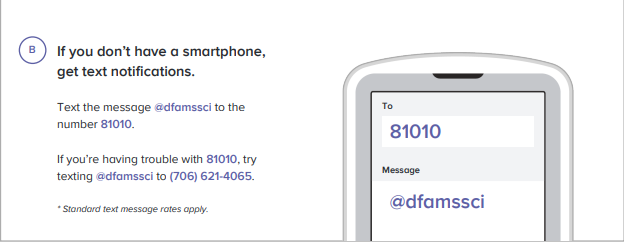 B
If you don't have a smartphone,
get text notifications.
Text the message @dfamssci to the
number 81010.
If you're having trouble with 81010, try
texting @dfamssci to (706) 621-4065.
* Standard text message rates apply.
To
81010
Message
@dfamssci